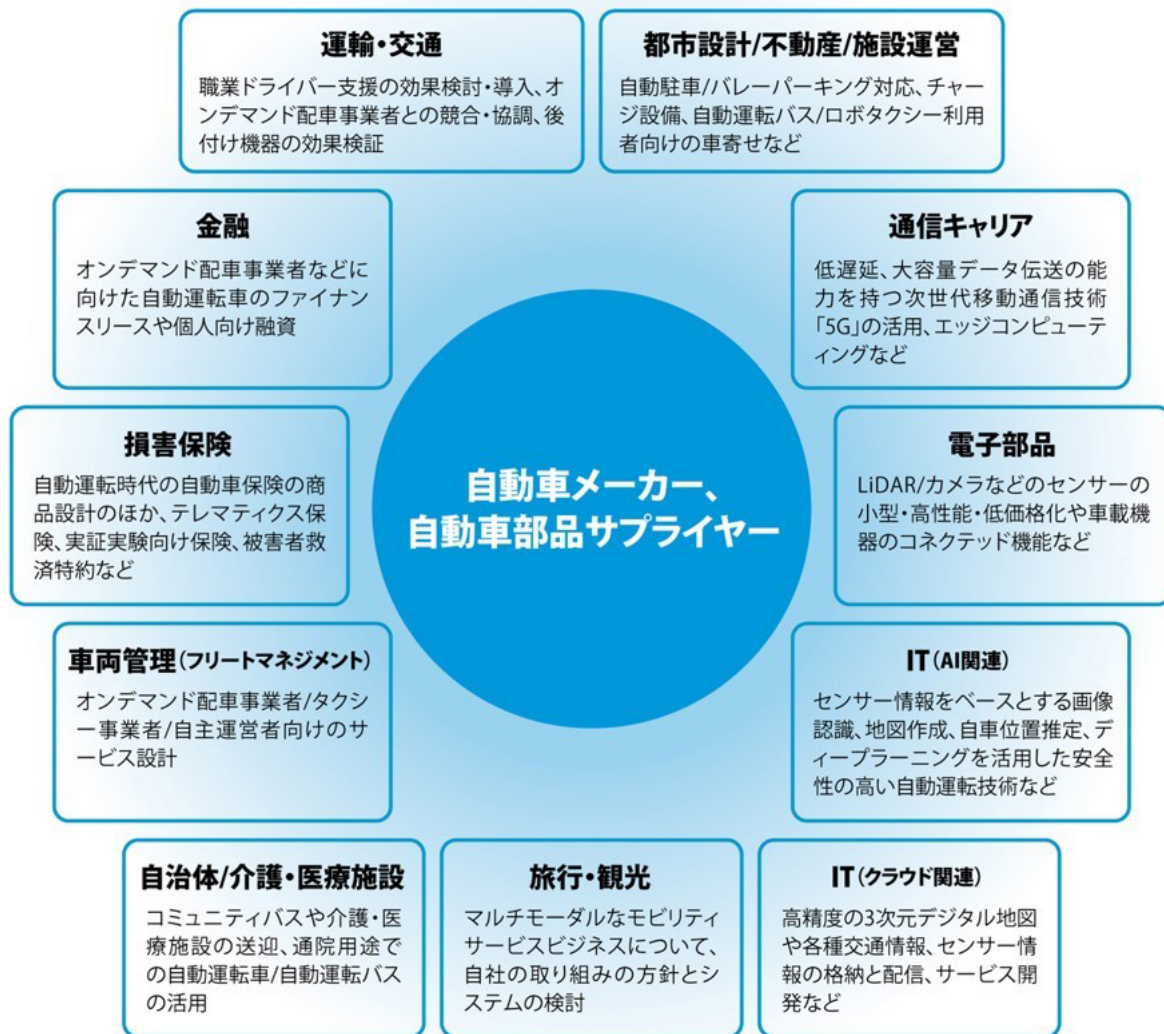 運輸・交通
職業ドライバー支援の効果検討・導入、オ
ンデマンド配車事業者との競合・協調、後
付け機器の効果検証
都市設計/不動産/施設運営
自動駐車/バレーパーキング対応、チャー
ジ設備、自動運転バス/ロボタクシー利用
者向けの車寄せなど
金融
オンデマンド配車事業者などに
向けた自動運転車のファイナン
スリースや個人向け融資
通信キャリア
低遅延、大容量データ伝送の能
力を持つ次世代移動通信技術
「5G」の活用、エッジコンピューテ
ィングなど
損害保険
自動運転時代の自動車保険の商
品設計のほか、テレマティクス保
険、実証実験向け保険、被害者救
済特約など
自動車メーカー、
自動車部品サプライヤー
電子部品
LiDAR/カメラなどのセンサーの
小型・高性能・低価格化や車載機
器のコネクテッド機能など
車両管理(フリートマネジメント)
オンデマンド配車事業者/タクシ
ー事業者/自主運営者向けのサ
ービス設計
IT(AI関連)
センサー情報をベースとする画像
認識、地図作成、自車位置推定、デ
ィープラーニングを活用した安全
性の高い自動運転技術など
自治体/介護・医療施設
コミュニティバスや介護・医
療施設の送迎、通院用途で
の自動運転車/自動運転バス
の活用
旅行・観光
マルチモーダルなモビリティ
サービスビジネスについて、
自社の取り組みの方針とシ
ステムの検討
IT(クラウド関連)
高精度の3次元デジタル地図
や各種交通情報、センサー情
報の格納と配信、サービス開
発など